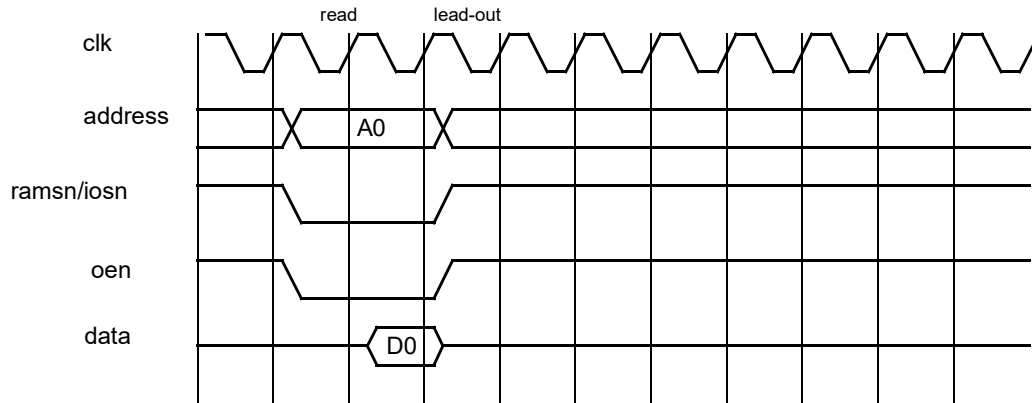 read lead-out
clk
address
A0
ramsn/iosn
oen
data
D0